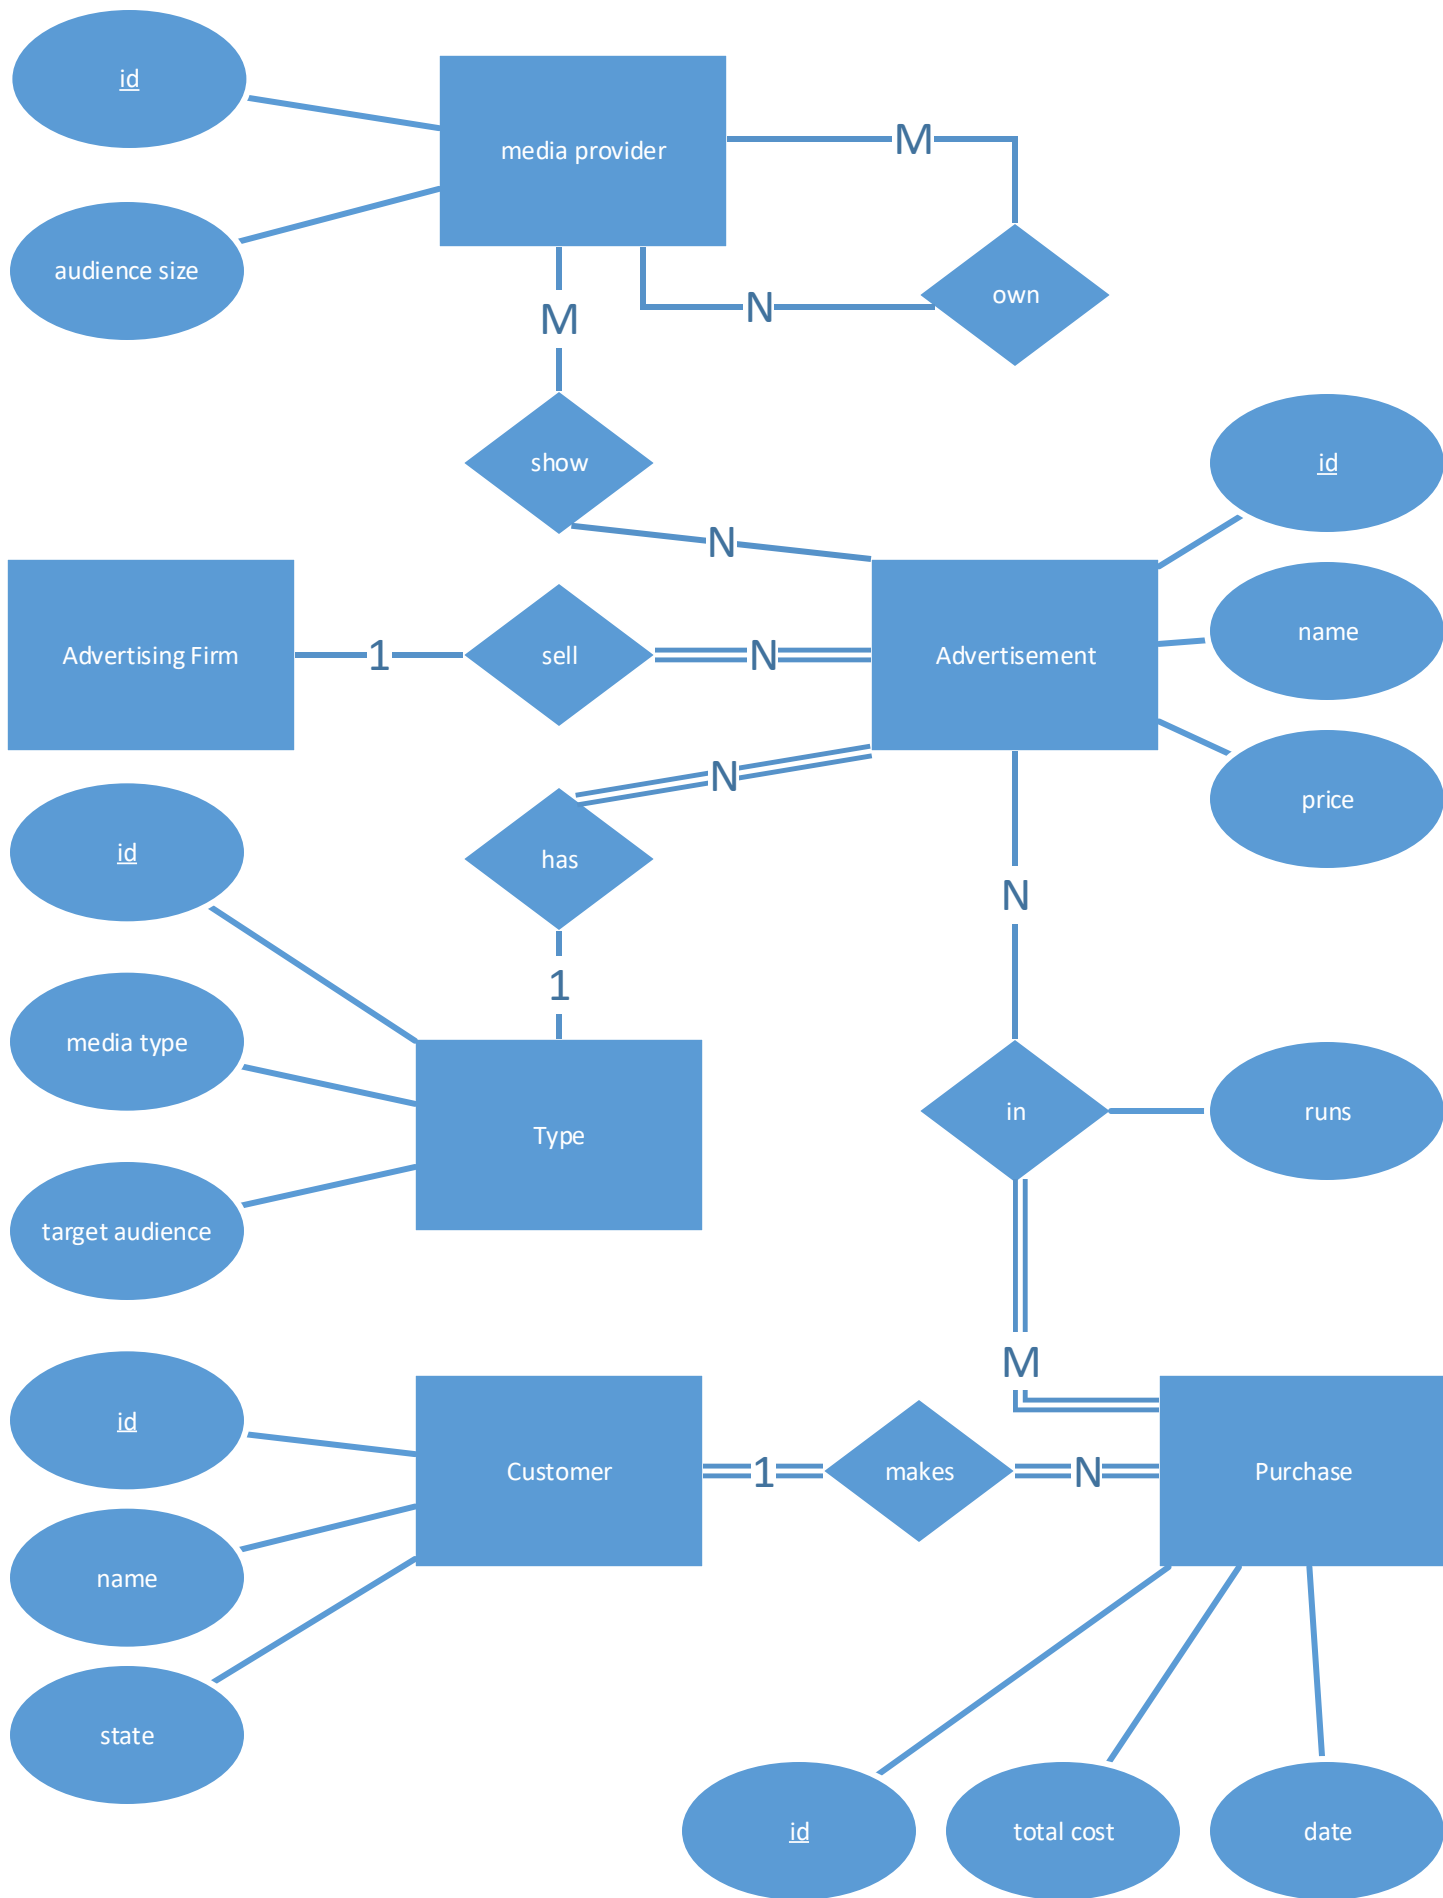 id
media provider
M
audience size
M
N
own
show
id
N
Advertising Firm
1
sell
N
Advertisement
name
N
price
id
has
N
1
media type
Type
in
runs
target audience
M
id
Customer
1
makes
N
Purchase
name
state
id
total cost
date